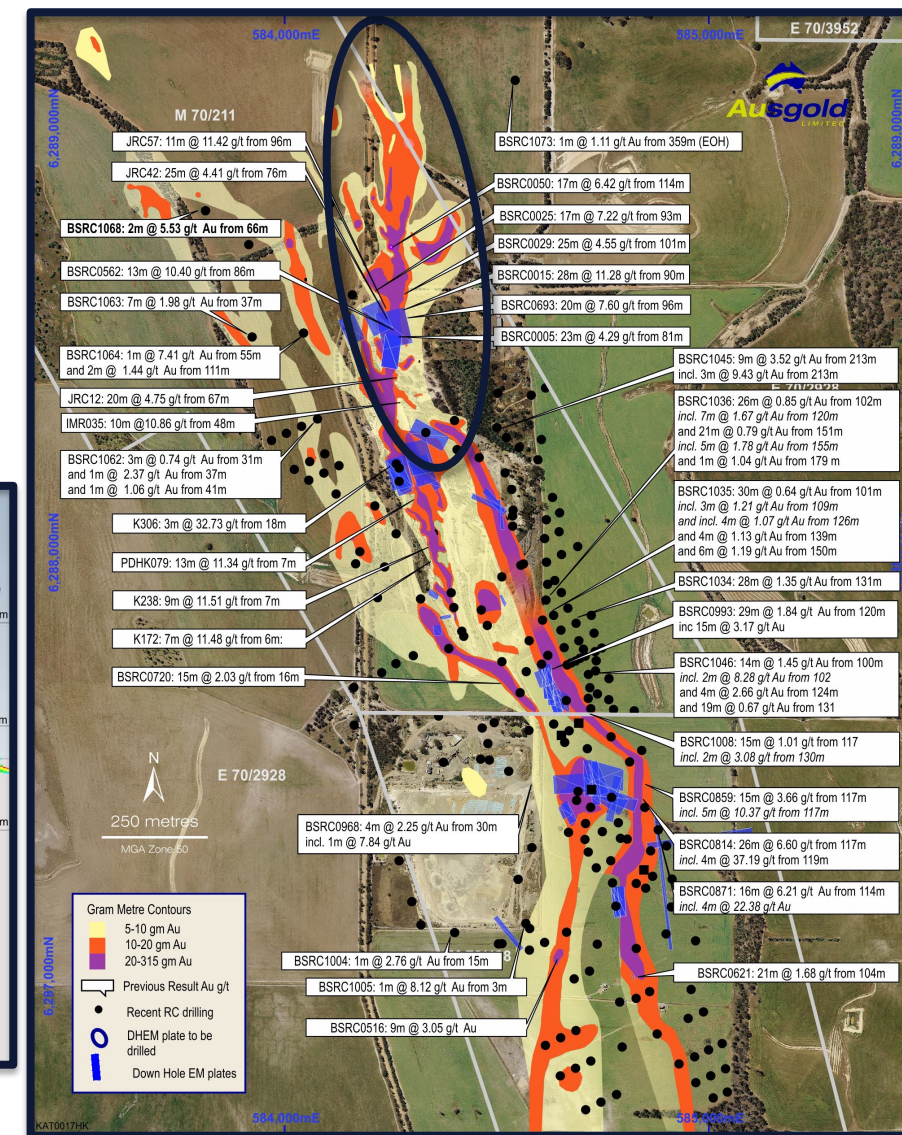 584,000mE
585,000mE
E 70/3952
Ausgold
LIMITED
6,289,000mN
6,289,000mN
M 70/211
JRC57: 11m @ 11.42 g/t from 96m
BSRC1073: 1m @ 1.11 g/t Au from 359m (EOH)
JRC42: 25m @ 4.41 g/t from 76m
BSRC0050: 17m @ 6.42 g/t from 114m
BSRC0025: 17m @ 7.22 g/t from 93m
BSRC1068: 2m @ 5.53 g/t Au from 66m
BSRC0029: 25m @ 4.55 g/t from 101m
BSRC0562: 13m @ 10.40 g/t from 86m
BSRC0015: 28m @ 11.28 g/t from 90m
BSRC1063: 7m @ 1.98 g/t Au from 37m
BSRC0693: 20m @ 7.60 g/t from 96m
BSRC0005: 23m @ 4.29 g/t from 81m
BSRC1064: 1m @ 7.41 g/t Au from 55m
and 2m @ 1.44 g/t Au from 111m
BSRC1045: 9m @ 3.52 g/t Au from 213m
incl. 3m @ 9.43 g/t Au from 213m
E 70/2928
JRC12: 20m @ 4.75 g/t from 67m
BSRC1036: 26m @ 0.85 g/t Au from 102m
incl. 7m @ 1.67 g/t Au from 120m
and 21m @ 0.79 g/t Au from 151m
incl. 5m @ 1.78 g/t Au from 155m
and 1m @ 1.04 g/t Au from 179 m
IMR035: 10m @10.86 g/t from 48m
BSRC1062: 3m @ 0.74 g/t Au from 31m
and 1m @ 2.37 g/t Au from 37m
and 1m @ 1.06 g/t Au from 41m
BSRC1035: 30m @ 0.64 g/t Au from 101m
incl. 3m @ 1.21 g/t Au from 109m
and incl. 4m @ 1.07 g/t Au from 126m
and 4m @ 1.13 g/t Au from 139m
and 6m @ 1.19 g/t Au from 150m
K306: 3m @ 32.73 g/t from 18m
6,288,000mN
PDHK079: 13m @ 11.34 g/t from 7m
BSRC1034: 28m @ 1.35 g/t Au from 131m
K238: 9m @ 11.51 g/t from 7m
BSRC0993: 29m @ 1.84 g/t Au from 120m
inc 15m @ 3.17 g/t Au
K172: 7m @ 11.48 g/t from 6m:
BSRC1046: 14m @ 1.45 g/t Au from 100m
incl. 2m @ 8.28 g/t Au from 102
and 4m @ 2.66 g/t Au from 124m
and 19m @ 0.67 g/t Au from 131
BSRC0720: 15m @ 2.03 g/t from 16m
BSRC1008: 15m @ 1.01 g/t from 117
incl. 2m @ 3.08 g/t from 130m
N
E 70/2928
250 metres
MGA Zone 50
BSRC0859: 15m @ 3.66 g/t from 117m
incl. 5m @ 10.37 g/t from 117m
BSRC0968: 4m @ 2.25 g/t Au from 30m
incl. 1m @ 7.84 g/t Au
BSRC0814: 26m @ 6.60 g/t from 117m
incl. 4m @ 37.19 g/t from 119m
BSRC0871: 16m @ 6.21 g/t Au from 114m
incl. 4m @ 22.38 g/t Au
Gram Metre Contours
5-10 gm Au
10-20 gm Au
20-315 gm Au
Previous Result Au g/t
Recent RC drilling
DHEM plate to be
drilled
Down Hole EM plates
BSRC1004: 1m @ 2.76 g/t Au from 15m
8
BSRC0621: 21m @ 1.68 g/t from 104m
BSRC1005: 1m @ 8.12 g/t Au from 3m
6,287,000mN
BSRC0516: 9m @ 3.05 g/t Au
584,000mE
585,000mE
KAT0017HK
m
m
m